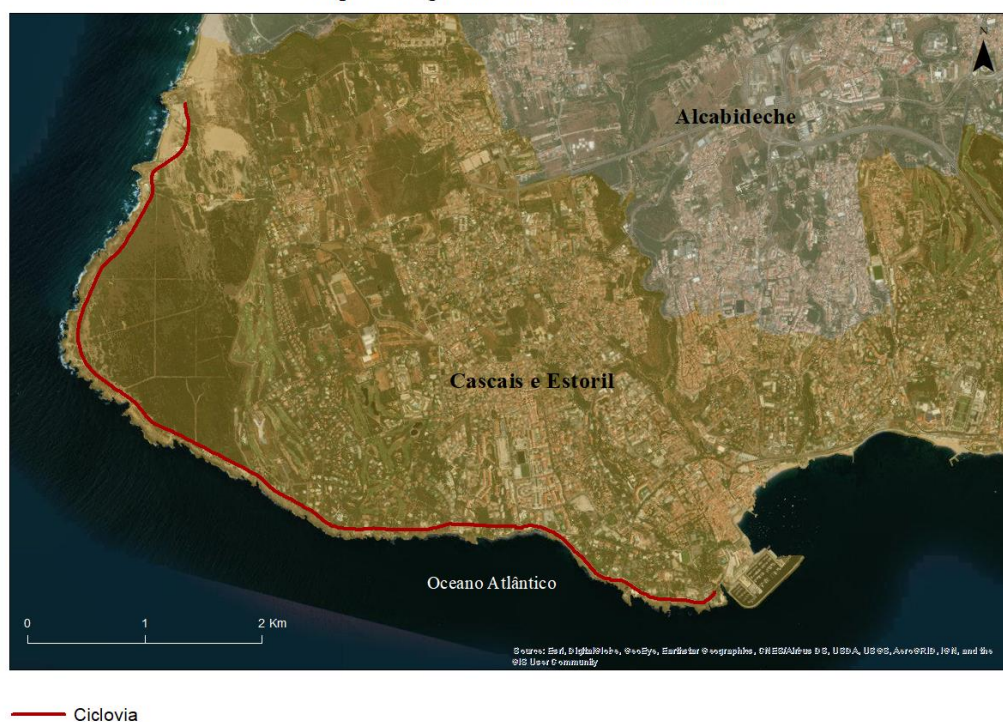 N
Alcabideche
Cascais e Estoril
Oceano Atlântico
0 1 2 Km
Source: Esri, DigitalGlobe, GeoEye, Earthstar Geographics, CNES/Airbus DS, USDA, USGS, AeroGRID, IGN, and the
GIS User Community
Ciclovia